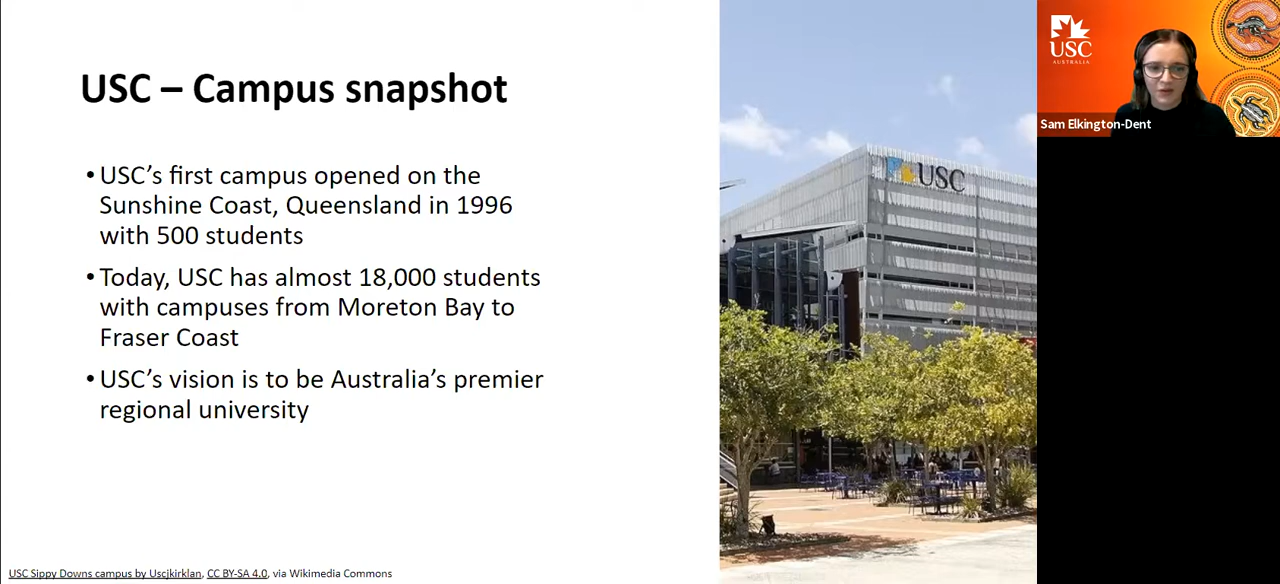 USC – Campus snapshot
• USC’s first campus opened on the
Sunshine Coast, Queensland in 1996
with 500 students
• Today, USC has almost 18,000 students
with campuses from Moreton Bay to
Fraser Coast
• USC’s vision is to be Australia’s premier
regional university
USC Sippy Downs campus by Uscjkirklan, CC BY-SA 4.0, via Wikimedia Commons
USC
USC
AUSTRALIA
Sam Elkington-Dent